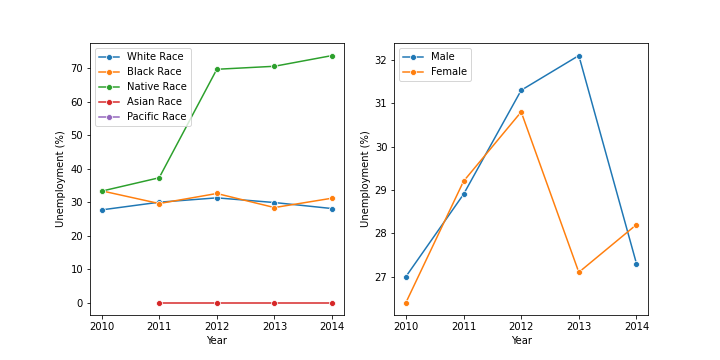 White Race
Black Race
Native Race
Asian Race
Pacific Race
70
60
50
40
30
20
10
0
Unemployment (%)
2010 2011 2012 2013 2014
Year
Male
Female
32
31
30
29
28
27
Unemployment (%)
2010 2011 2012 2013 2014
Year